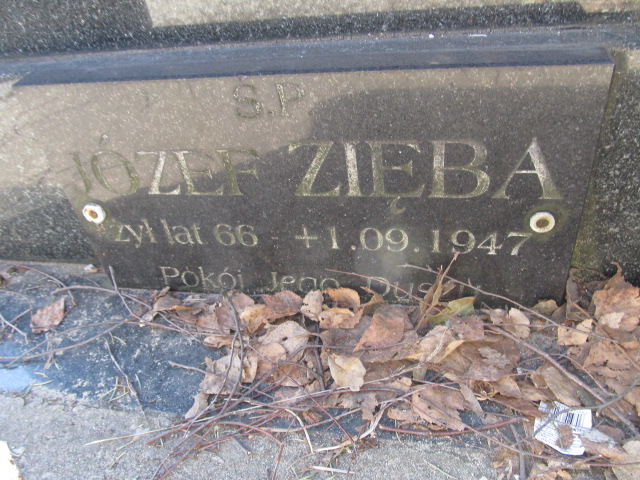 Ś.P
JÓZEF ZIĘBA
żył lat 66 - +1.09.1947
Pokój Jego